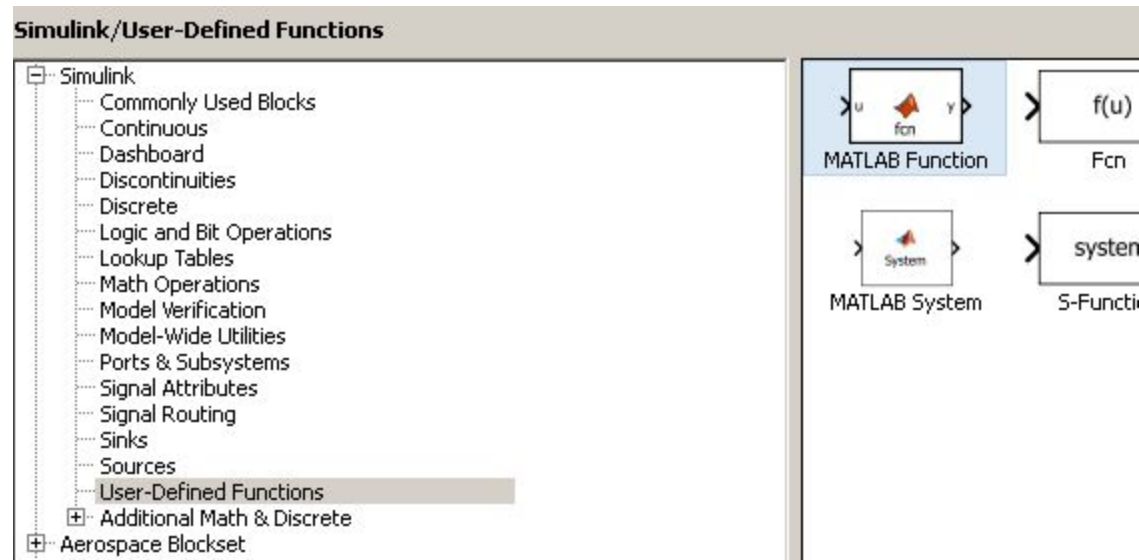 Simulink/User-Defined Functions
Simulink
Commonly Used Blocks
Continuous
Dashboard
Discontinuities
Discrete
Logic and Bit Operations
Lookup Tables
Math Operations
Model Verification
Model-Wide Utilities
Ports & Subsystems
Signal Attributes
Signal Routing
Sinks
Sources
User-Defined Functions
Additional Math & Discrete
Aerospace Blockset
u fcn y
MATLAB Function
f(u)
Fcn
System
MATLAB System
system
S-Functi